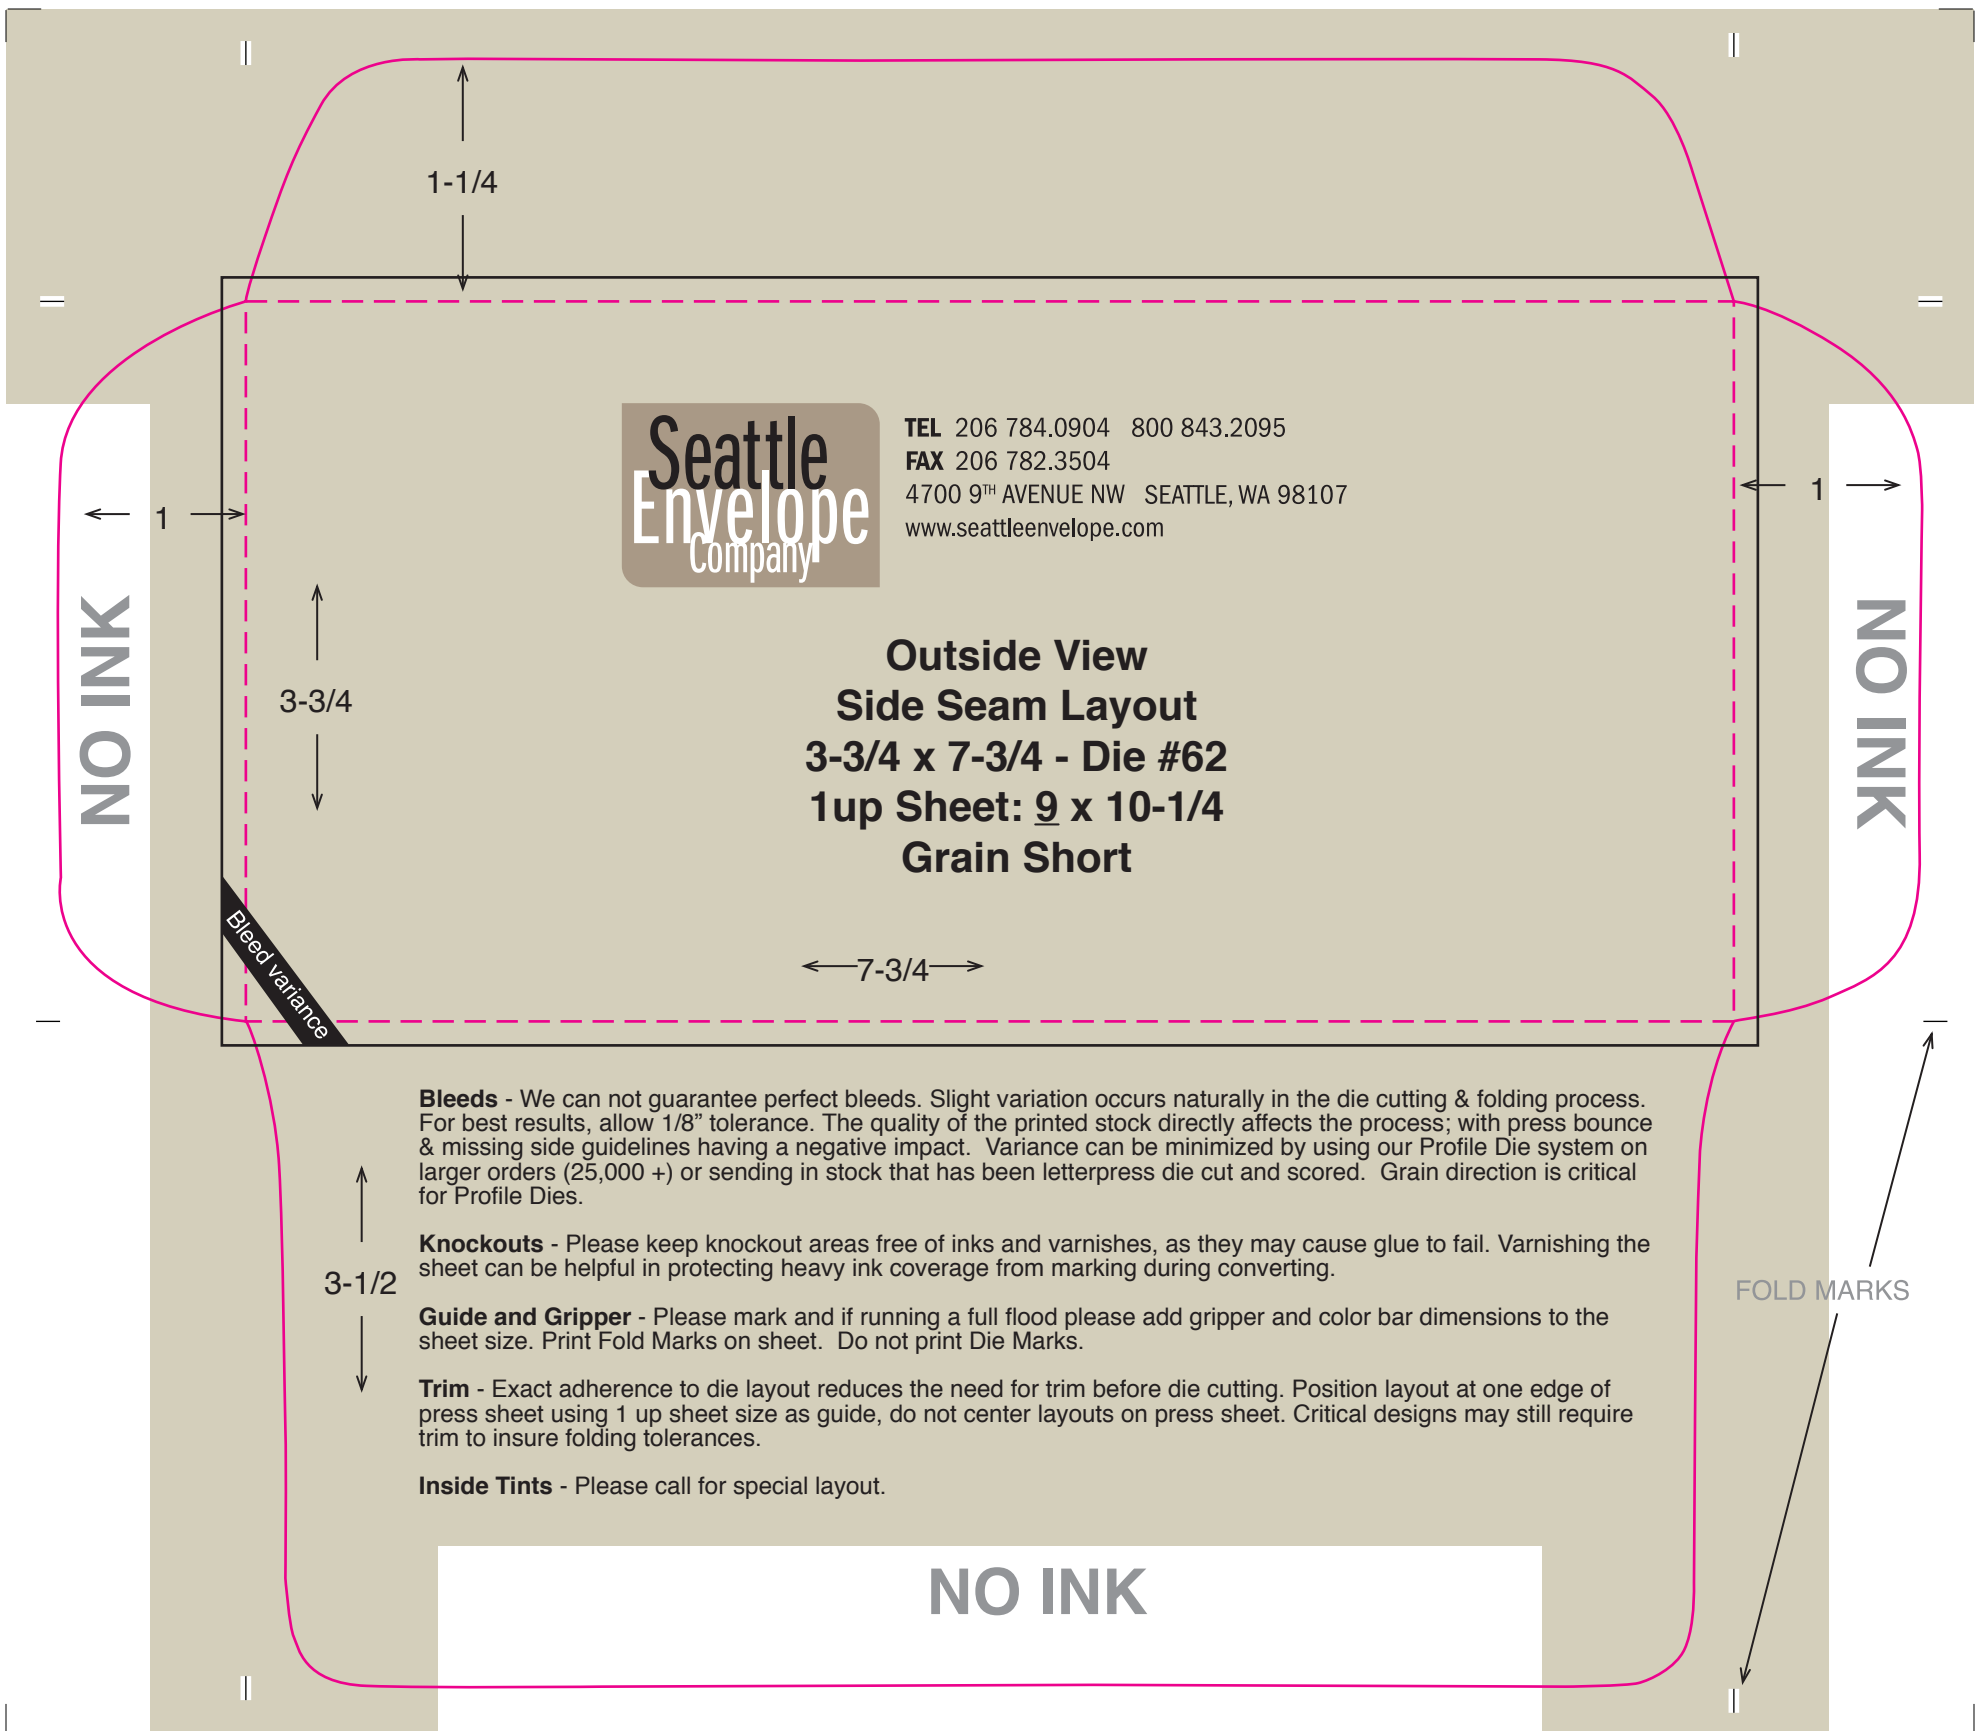 1-1/4
Seattle
Envelope
Company
TEL 206 784.0904 800 843.2095
FAX 206 782.3504
4700 9TH AVENUE NW SEATTLE, WA 98107
www.seattleenvelope.com
1
1
NO INK
NO INK
3-3/4
Outside View
Side Seam Layout
3-3/4 x 7-3/4 - Die #62
1up Sheet: 9 x 10-1/4
Grain Short
Bleed variance
7-3/4
Bleeds - We can not guarantee perfect bleeds. Slight variation occurs naturally in the die cutting & folding process.
For best results, allow 1/8” tolerance. The quality of the printed stock directly affects the process; with press bounce
& missing side guidelines having a negative impact. Variance can be minimized by using our Profile Die system on
larger orders (25,000 +) or sending in stock that has been letterpress die cut and scored. Grain direction is critical
for Profile Dies.
Knockouts - Please keep knockout areas free of inks and varnishes, as they may cause glue to fail. Varnishing the
sheet can be helpful in protecting heavy ink coverage from marking during converting.
3-1/2
FOLD MARKS
Guide and Gripper - Please mark and if running a full flood please add gripper and color bar dimensions to the
sheet size. Print Fold Marks on sheet. Do not print Die Marks.
Trim - Exact adherence to die layout reduces the need for trim before die cutting. Position layout at one edge of
press sheet using 1 up sheet size as guide, do not center layouts on press sheet. Critical designs may still require
trim to insure folding tolerances.
Inside Tints - Please call for special layout.
NO INK